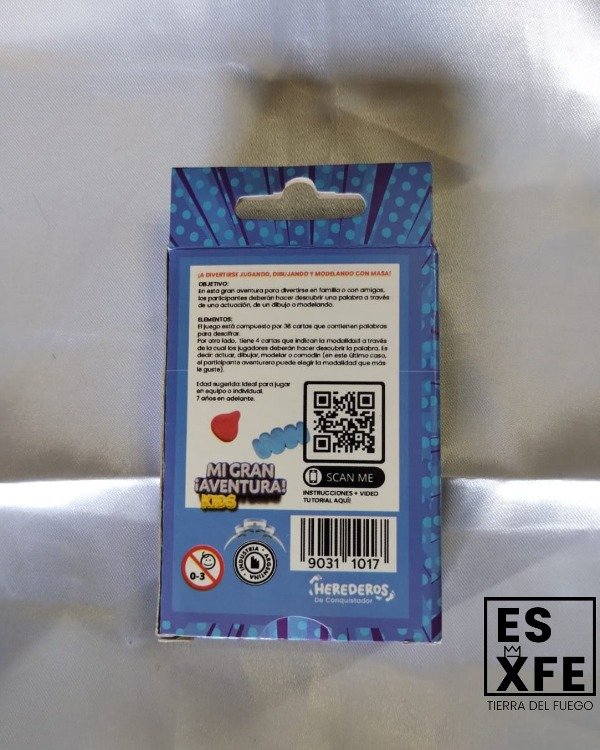 ¡A DIVERTIRSE JUGANDO, DIBUJANDO Y MODELANDO CON MASA!
OBJETIVO:
En esta gran aventura para divertirse en familia o con amigos,
los participantes deberán hacer descubrir una palabra a través
de una actuación, de un dibujo o modelando.
ELEMENTOS:
El juego está compuesto por 36 cartas que contienen palabras
para descifrar.
Por otro lado, tiene 4 cartas que indican la modalidad a través
de la cual los jugadores deberán hacer descubrir la palabra. Es
decir: actuar, dibujar, modelar o comodín (en este último caso,
el participante aventurero puede elegir la modalidad que más
le guste).
Edad sugerida: Ideal para jugar
en equipo o individual.
7 años en adelante.
MI GRAN
¡AVENTURA!
KIDS
SCAN ME
INSTRUCCIONES + VIDEO
TUTORIAL AQUÍ!
0-3
INDUSTRIA • ARGENTINA •
9031 1017
HEREDEROS
De Conquistador
ES
XFE
TIERRA DEL FUEGO